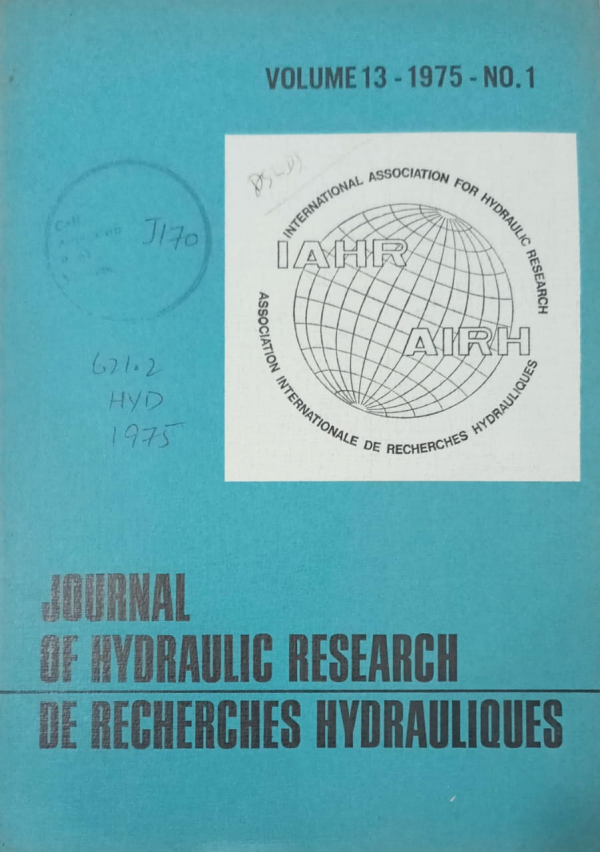 VOLUME 13 - 1975 - NO. 1
INTERNATIONAL ASSOCIATION FOR HYDRAULIC RESEARCH
IAHR
AIRH
ASSOCIATION INTERNATIONALE DE RECHERCHES HYDRAULIQUES
J170
621.2
HYD
1975
JOURNAL
OF HYDRAULIC RESEARCH
DE RECHERCHES HYDRAULIQUES